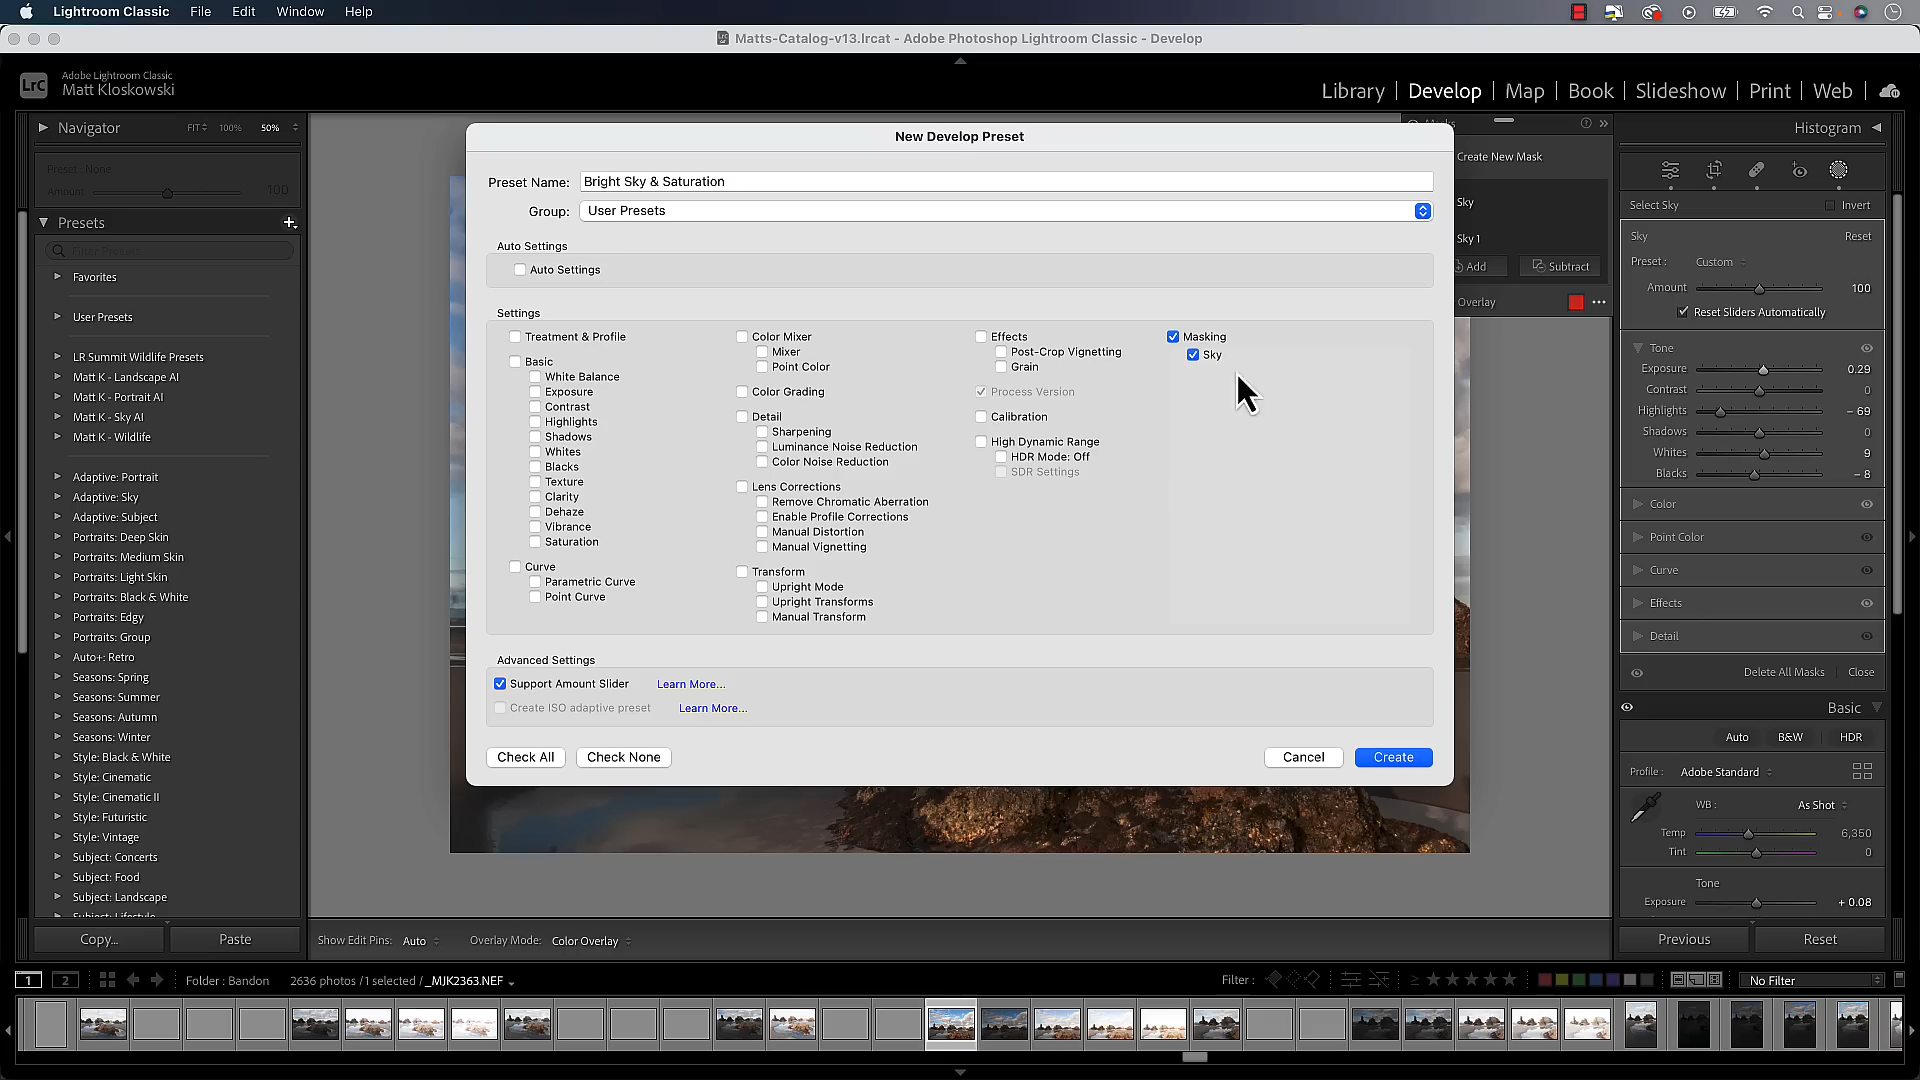 Lightroom Classic File Edit Window Help
Matts-Catalog-v13.lrcat - Adobe Photoshop Lightroom Classic - Develop
LrC
Adobe Lightroom Classic
Matt Kloskowski
Library | Develop | Map | Book | Slideshow | Print | Web
Navigator FIT 100% 50%
Preset : None
Amount 100
Presets
Filter Presets
Favorites
User Presets
LR Summit Wildlife Presets
Matt K - Landscape AI
Matt K - Portrait AI
Matt K - Sky AI
Matt K - Wildlife
Adaptive: Portrait
Adaptive: Sky
Adaptive: Subject
Portraits: Deep Skin
Portraits: Medium Skin
Portraits: Light Skin
Portraits: Black & White
Portraits: Edgy
Portraits: Group
Auto+: Retro
Seasons: Spring
Seasons: Summer
Seasons: Autumn
Seasons: Winter
Style: Black & White
Style: Cinematic
Style: Cinematic II
Style: Futuristic
Style: Vintage
Subject: Concerts
Subject: Food
Subject: Landscape
Subject: Lifestyle
Copy... Paste
New Develop Preset
Preset Name: Bright Sky & Saturation
Group: User Presets
Auto Settings
Auto Settings
Settings
Treatment & Profile
Basic
White Balance
Exposure
Contrast
Highlights
Shadows
Whites
Blacks
Texture
Clarity
Dehaze
Vibrance
Saturation
Curve
Parametric Curve
Point Curve
Color Mixer
Mixer
Point Color
Color Grading
Detail
Sharpening
Luminance Noise Reduction
Color Noise Reduction
Lens Corrections
Remove Chromatic Aberration
Enable Profile Corrections
Manual Distortion
Manual Vignetting
Transform
Upright Mode
Upright Transforms
Manual Transform
Effects
Post-Crop Vignetting
Grain
Process Version
Calibration
High Dynamic Range
HDR Mode: Off
SDR Settings
Masking
Sky
Advanced Settings
Support Amount Slider Learn More...
Create ISO adaptive preset Learn More...
Check All Check None Cancel Create
Masks
Create New Mask
Sky
Sky 1
Add Subtract
Overlay
Histogram
Select Sky Invert
Sky Reset
Preset : Custom
Amount 100
Reset Sliders Automatically
Tone
Exposure 0.29
Contrast 0
Highlights – 69
Shadows 0
Whites 9
Blacks – 8
Color
Point Color
Curve
Effects
Detail
Delete All Masks Close
Basic
Auto B&W HDR
Profile : Adobe Standard
WB : As Shot
Temp 6,350
Tint 0
Tone
Exposure + 0.08
Previous Reset
Show Edit Pins: Auto Overlay Mode: Color Overlay
1 2 Folder : Bandon 2636 photos /1 selected /_MJK2363.NEF Filter : ≥ No Filter